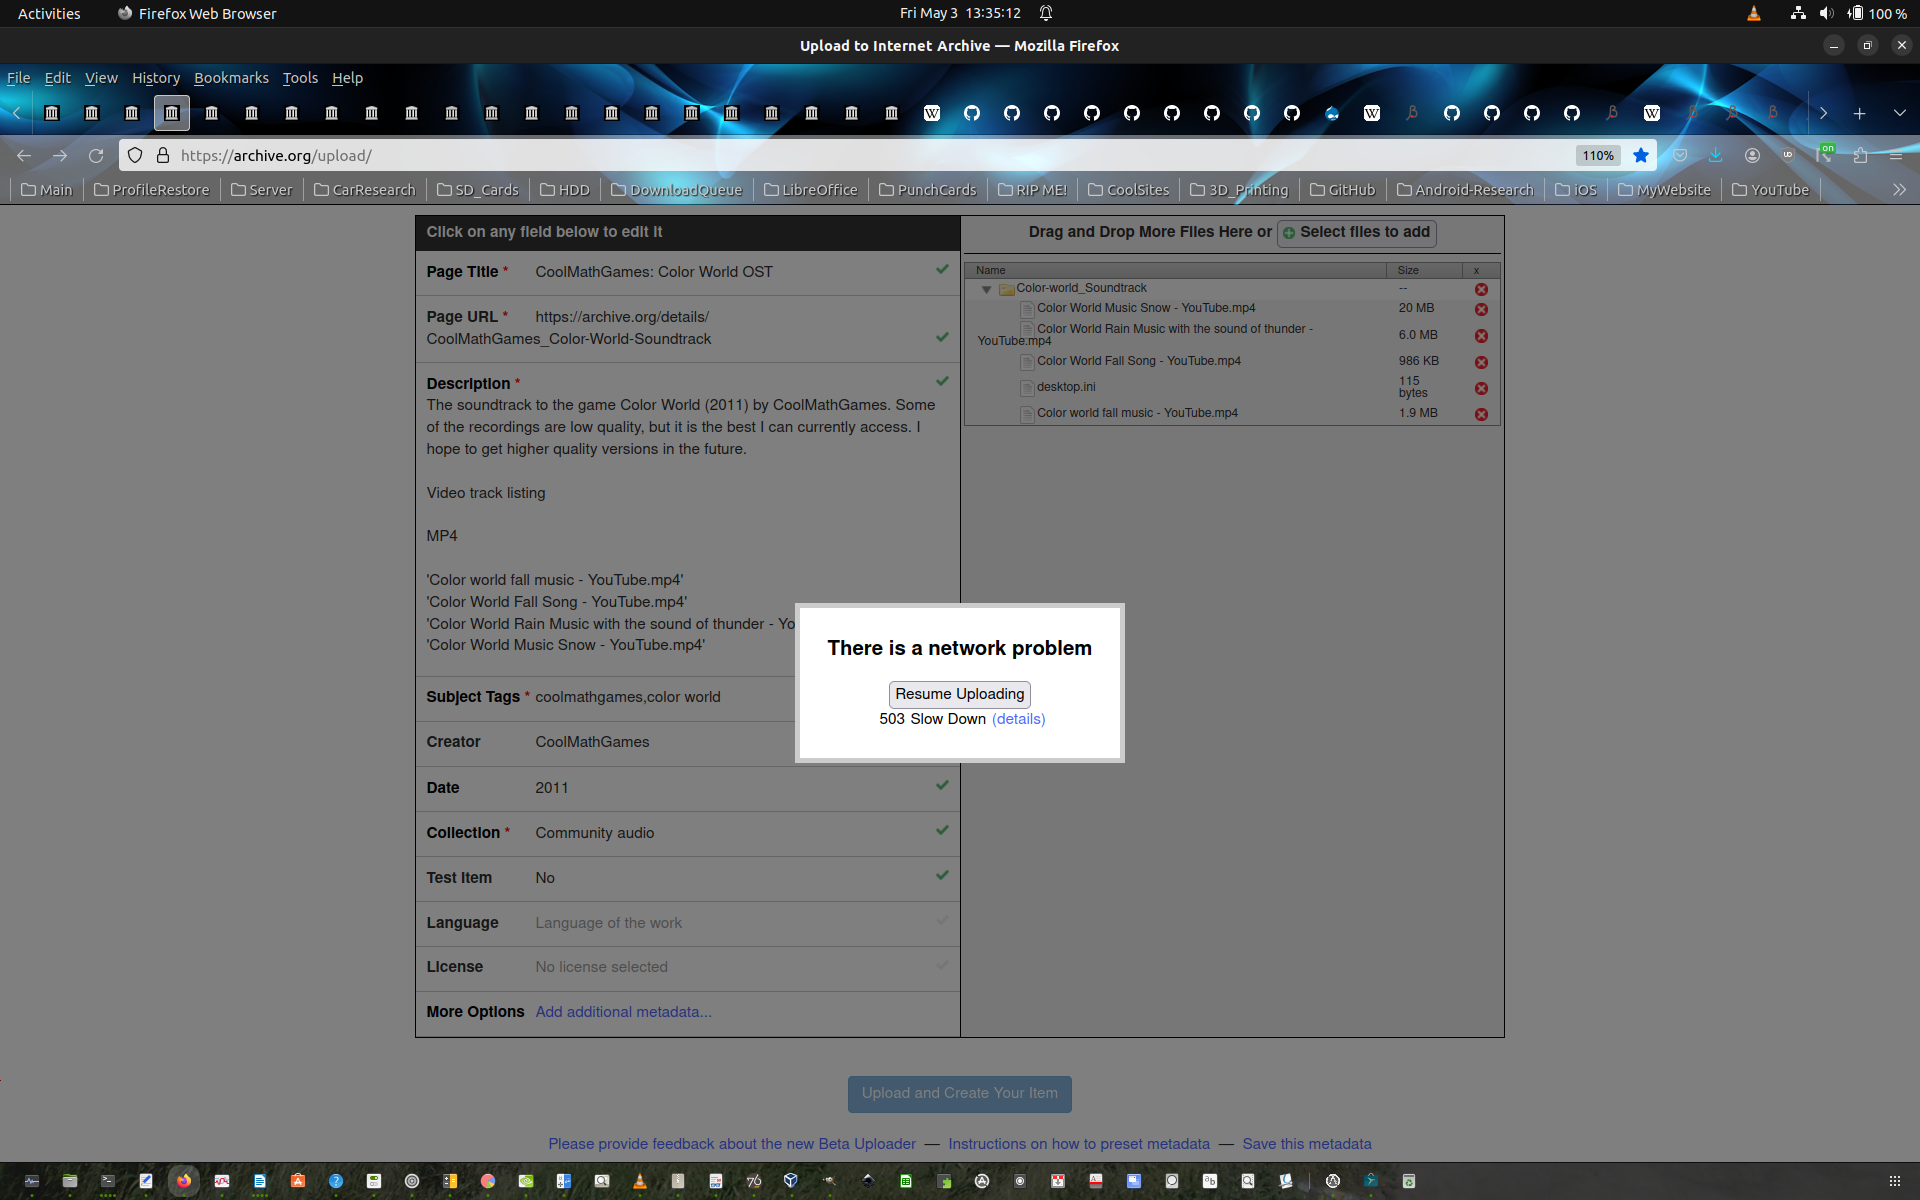 Activities
Firefox Web Browser
Fri May 3 13:35:12
100 %
Upload to Internet Archive — Mozilla Firefox
File Edit View History Bookmarks Tools Help
https://archive.org/upload/
110%
on
Main ProfileRestore Server CarResearch SD_Cards HDD DownloadQueue LibreOffice PunchCards RIP ME! CoolSites 3D_Printing GitHub Android-Research iOS MyWebsite YouTube
Click on any field below to edit it
Page Title * CoolMathGames: Color World OST
Page URL * https://archive.org/details/
CoolMathGames_Color-World-Soundtrack
Description *
The soundtrack to the game Color World (2011) by CoolMathGames. Some
of the recordings are low quality, but it is the best I can currently access. I
hope to get higher quality versions in the future.
Video track listing
MP4
'Color world fall music - YouTube.mp4'
'Color World Fall Song - YouTube.mp4'
'Color World Rain Music with the sound of thunder - Yo
'Color World Music Snow - YouTube.mp4'
Subject Tags * coolmathgames,color world
Creator CoolMathGames
Date 2011
Collection * Community audio
Test Item No
Language Language of the work
License No license selected
More Options Add additional metadata...
Drag and Drop More Files Here or Select files to add
Name Size x
Color-world_Soundtrack --
Color World Music Snow - YouTube.mp4 20 MB
Color World Rain Music with the sound of thunder -
YouTube.mp4 6.0 MB
Color World Fall Song - YouTube.mp4 986 KB
desktop.ini 115
bytes
Color world fall music - YouTube.mp4 1.9 MB
There is a network problem
Resume Uploading
503 Slow Down (details)
Upload and Create Your Item
Please provide feedback about the new Beta Uploader — Instructions on how to preset metadata — Save this metadata